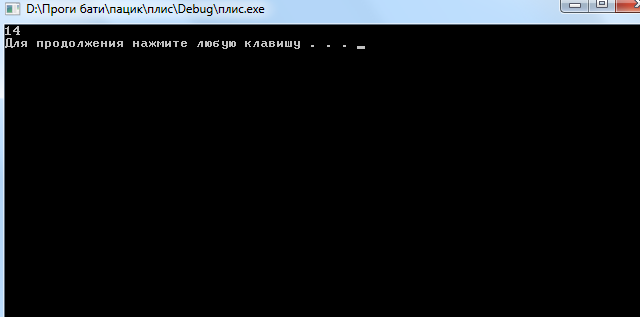 D:\Проги бати\пацик\плис\Debug\плис.exe
14
Для продолжения нажмите любую клавишу . . .